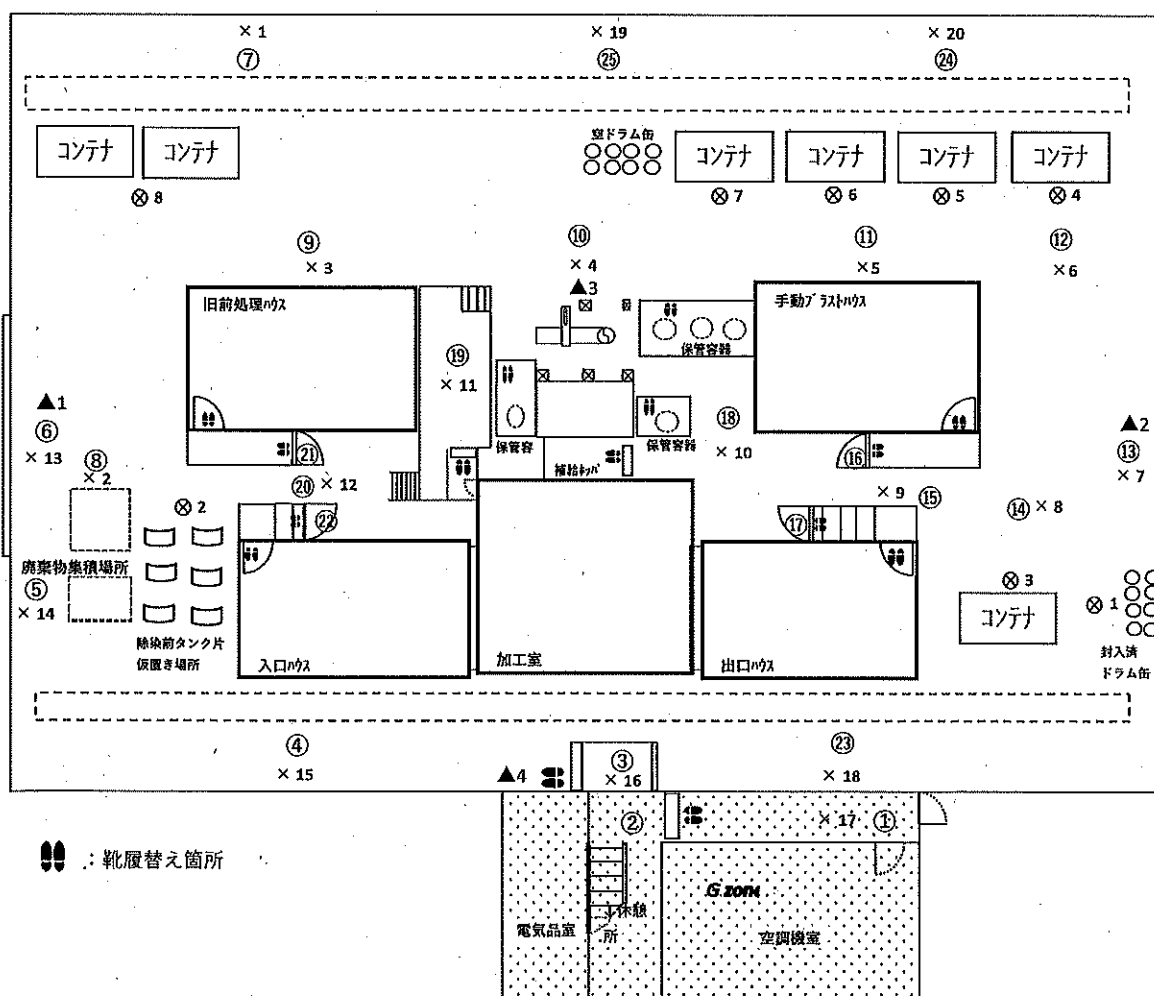 × 1 × 19 × 20
⑦ ㉕ ㉔
コンテナ コンテナ 空ドラム缶 コンテナ コンテナ コンテナ コンテナ
⊗ 8 ⊗ 7 ⊗ 6 ⊗ 5 ⊗ 4
⑨ ⑩ ⑪ ⑫
× 3 × 4 × 5 × 6
▲3
旧前処理ハウス 手動ブラストハウス
保管容器
⑲
× 11
▲1 ▲2
⑥ ⑱
保管容 保管容器
× 13 ⑧ ㉑ × 10 ⑯ ⑬
× 2 補給ホッパ × 7
⑳ × 12 × 9 ⑮
⊗ 2 ㉒ ⑰ ⑭ × 8
廃棄物集積場所
⑤ ⊗ 3
× 14 コンテナ ⊗ 1
除染前タンク片
仮置き場所
入口ハウス 加工室 出口ハウス
封入済
ドラム缶
④ ③ ㉓
× 15 ▲4 × 16 × 18
② × 17 ①
:靴履替え箇所
G zone
休憩
所
電気品室 空調機室